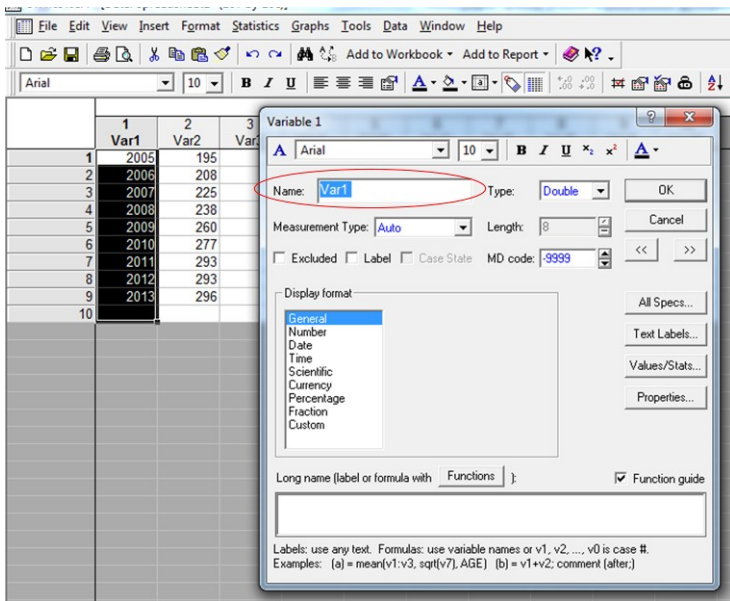 File Edit View Insert Format Statistics Graphs Tools Data Window Help
Add to Workbook Add to Report
Arial 10 B I U
1 2 3
Var1 Var2
1 2005 195
2 2006 208
3 2007 225
4 2008 238
5 2009 260
6 2010 277
7 2011 293
8 2012 293
9 2013 296
10
Variable 1
A Arial 10 B I U x₂ x² A
Name: Var1 Type: Double OK
Measurement Type: Auto Length: 8 Cancel
Excluded Label Case State MD code: -9999 << >>
Display format
General
Number
Date
Time
Scientific
Currency
Percentage
Fraction
Custom
All Specs...
Text Labels...
Values/Stats...
Properties...
Long name (label or formula with Functions ): Function guide
Labels: use any text. Formulas: use variable names or v1, v2, ..., v0 is case #.
Examples: (a) = mean(v1:v3, sqrt(v7), AGE) (b) = v1+v2; comment (after;)